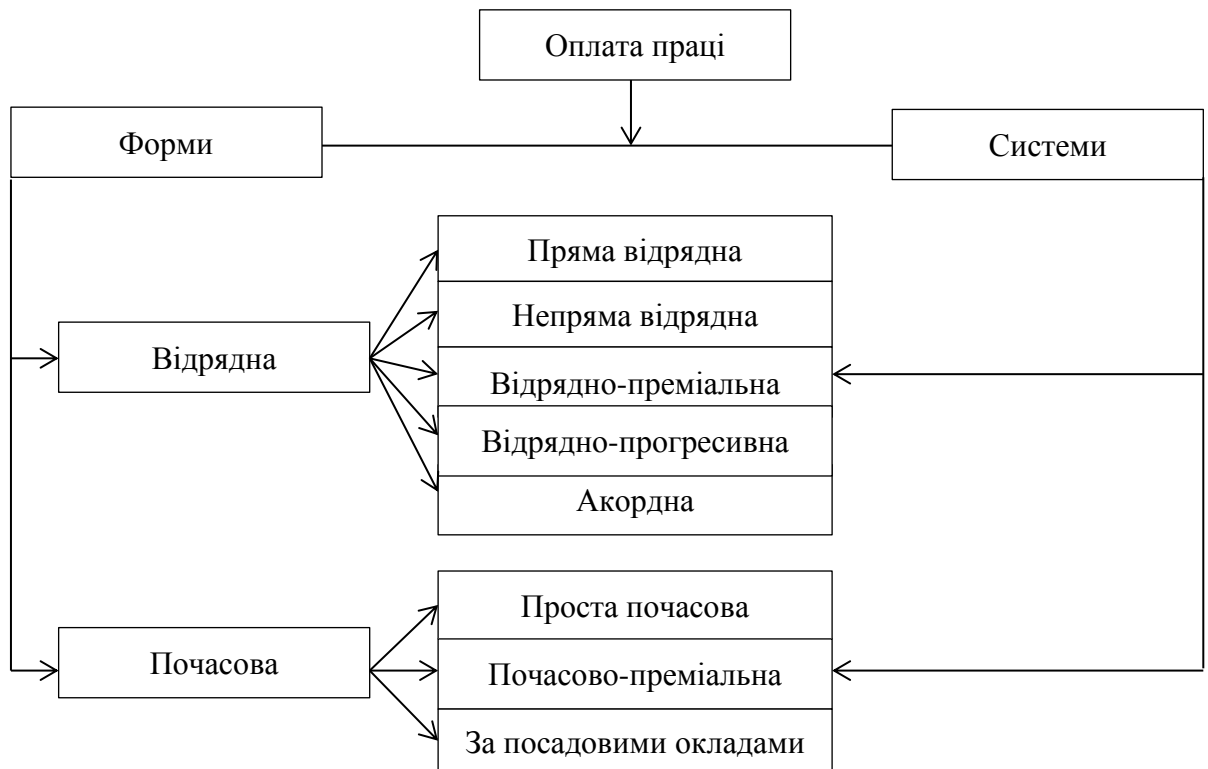 Оплата праці
Форми
Системи
Пряма відрядна
Непряма відрядна
Відрядна
Відрядно-преміальна
Відрядно-прогресивна
Акордна
Проста почасова
Почасова
Почасово-преміальна
За посадовими окладами